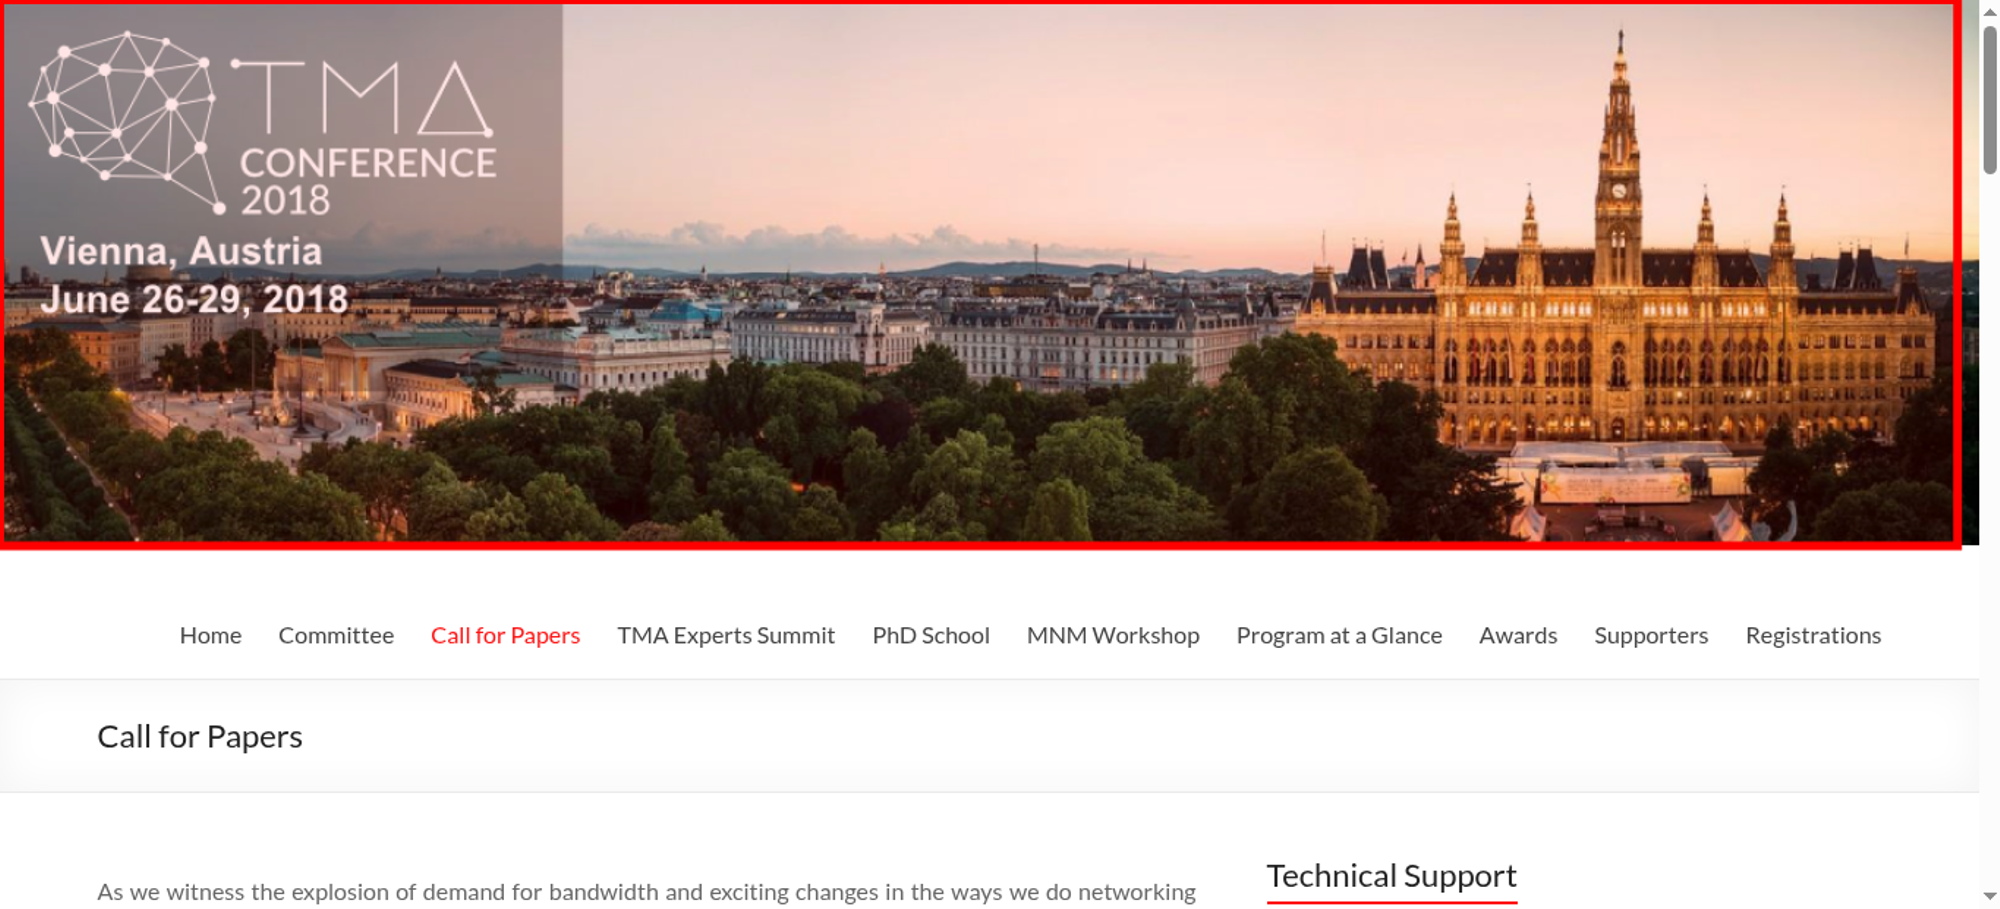 TMA
CONFERENCE
2018
Vienna, Austria
June 26-29, 2018
Home Committee Call for Papers TMA Experts Summit PhD School MNM Workshop Program at a Glance Awards Supporters Registrations
Call for Papers
As we witness the explosion of demand for bandwidth and exciting changes in the ways we do networking
Technical Support